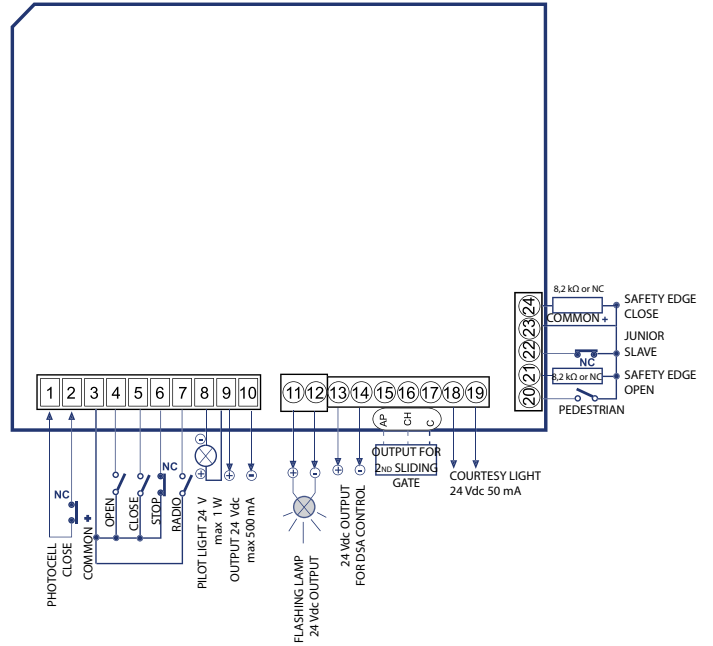 8,2 kΩ or NC
24
SAFETY EDGE
CLOSE
COMMON +
23
JUNIOR
SLAVE
22
NC
21
8,2 kΩ or NC
SAFETY EDGE
OPEN
20
PEDESTRIAN
1 2 3 4 5 6 7 8 9 10
11 12 13 14 15 16 17 18 19
AP CH C
OUTPUT FOR
2ND SLIDING
GATE
COURTESY LIGHT
24 Vdc 50 mA
NC
PHOTOCELL
CLOSE
COMMON +
OPEN
CLOSE
STOP
NC
RADIO
- +
PILOT LIGHT 24 V
max 1 W
+ -
OUTPUT 24 Vdc
max 500 mA
+ -
FLASHING LAMP
24 Vdc OUTPUT
+ -
24 Vdc OUTPUT
FOR DSA CONTROL